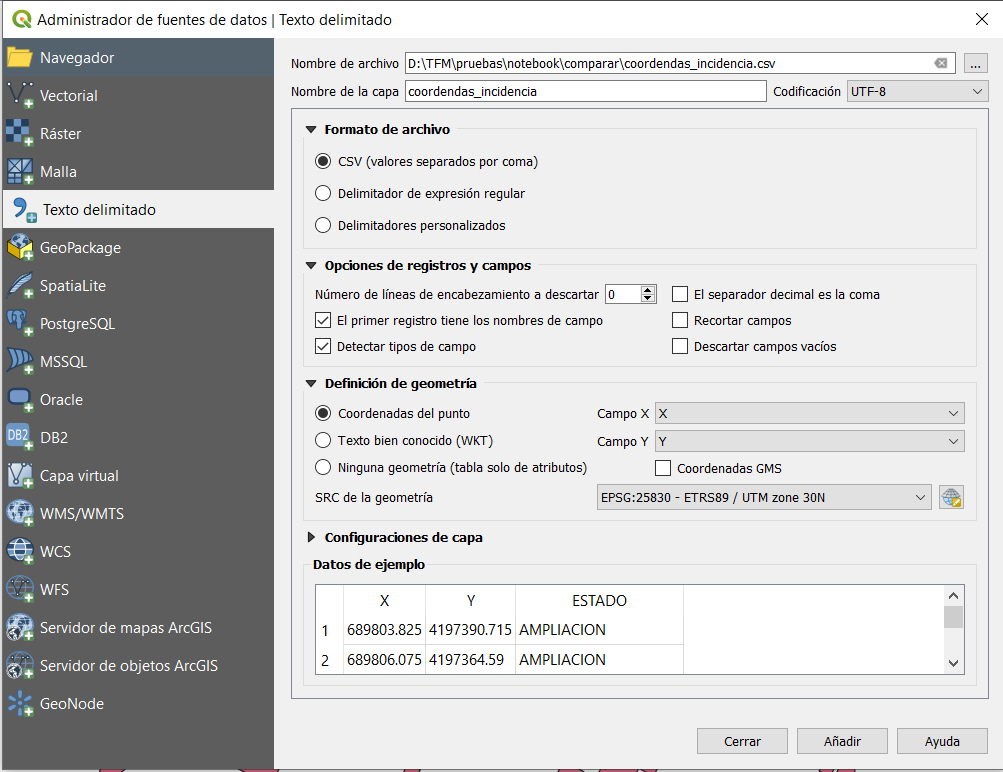 Administrador de fuentes de datos | Texto delimitado
Navegador
Vectorial
Ráster
Malla
Texto delimitado
GeoPackage
SpatiaLite
PostgreSQL
MSSQL
Oracle
DB2
DB2
Capa virtual
WMS/WMTS
WCS
WFS
Servidor de mapas ArcGIS
Servidor de objetos ArcGIS
GeoNode
Nombre de archivo D:\TFM\pruebas\notebook\comparar\coordendas_incidencia.csv ...
Nombre de la capa coordendas_incidencia Codificación UTF-8
Formato de archivo
CSV (valores separados por coma)
Delimitador de expresión regular
Delimitadores personalizados
Opciones de registros y campos
Número de líneas de encabezamiento a descartar 0 El separador decimal es la coma
El primer registro tiene los nombres de campo Recortar campos
Detectar tipos de campo Descartar campos vacíos
Definición de geometría
Coordenadas del punto Campo X X
Texto bien conocido (WKT) Campo Y Y
Ninguna geometría (tabla solo de atributos) Coordenadas GMS
SRC de la geometría EPSG:25830 - ETRS89 / UTM zone 30N
Configuraciones de capa
Datos de ejemplo
X Y ESTADO
1 689803.825 4197390.715 AMPLIACION
2 689806.075 4197364.59 AMPLIACION
Cerrar Añadir Ayuda